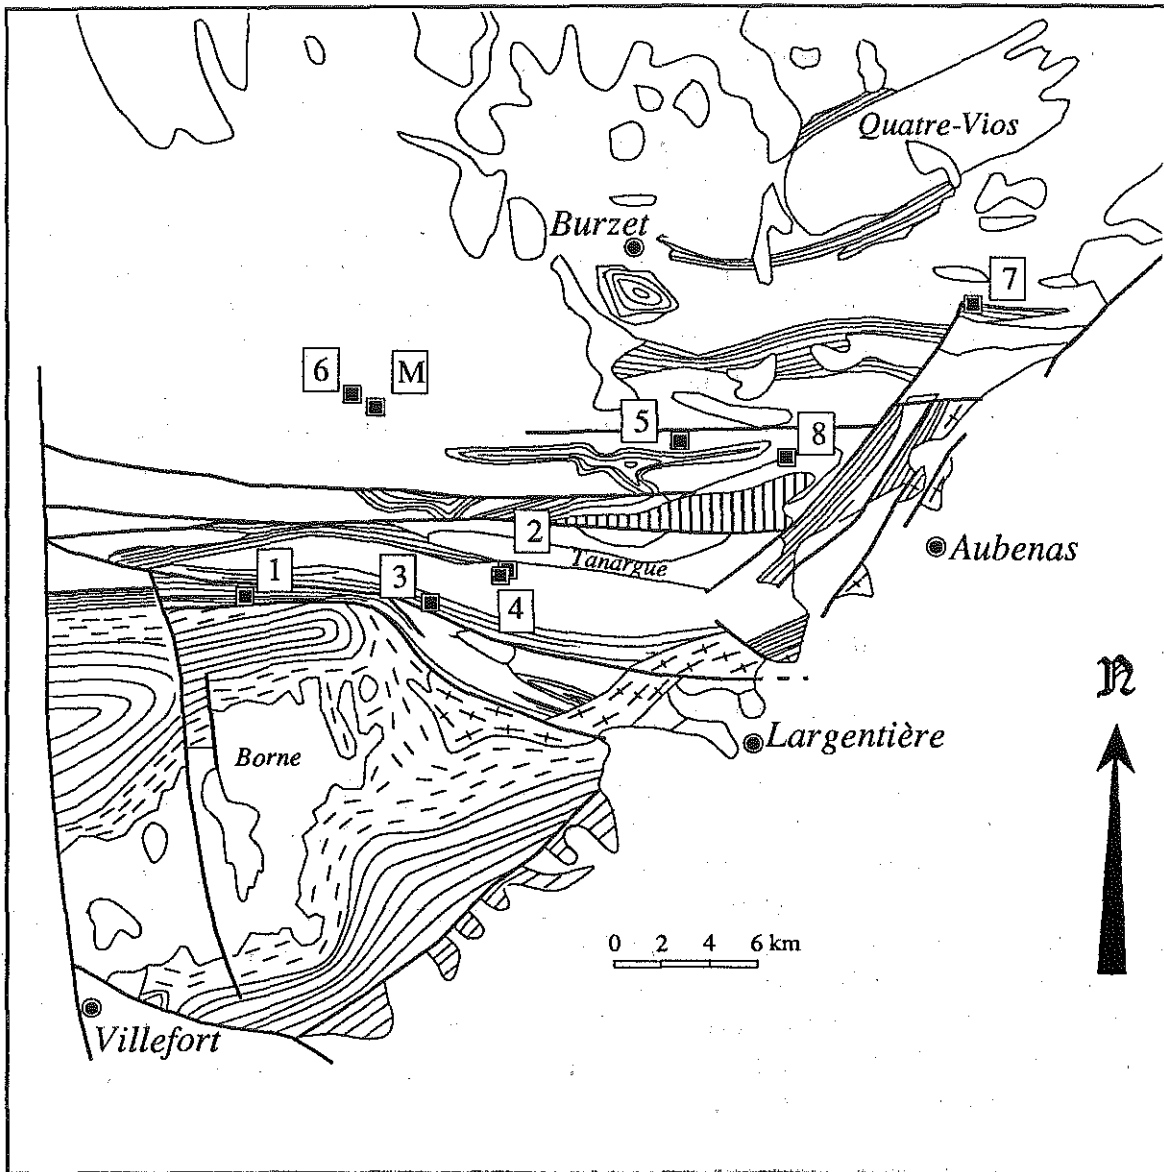 Quatre-Vios
Burzet
7
6
M
5
8
2
Tanargue
Aubenas
1
3
4
N
Largentière
Borne
0 2 4 6 km
Villefort